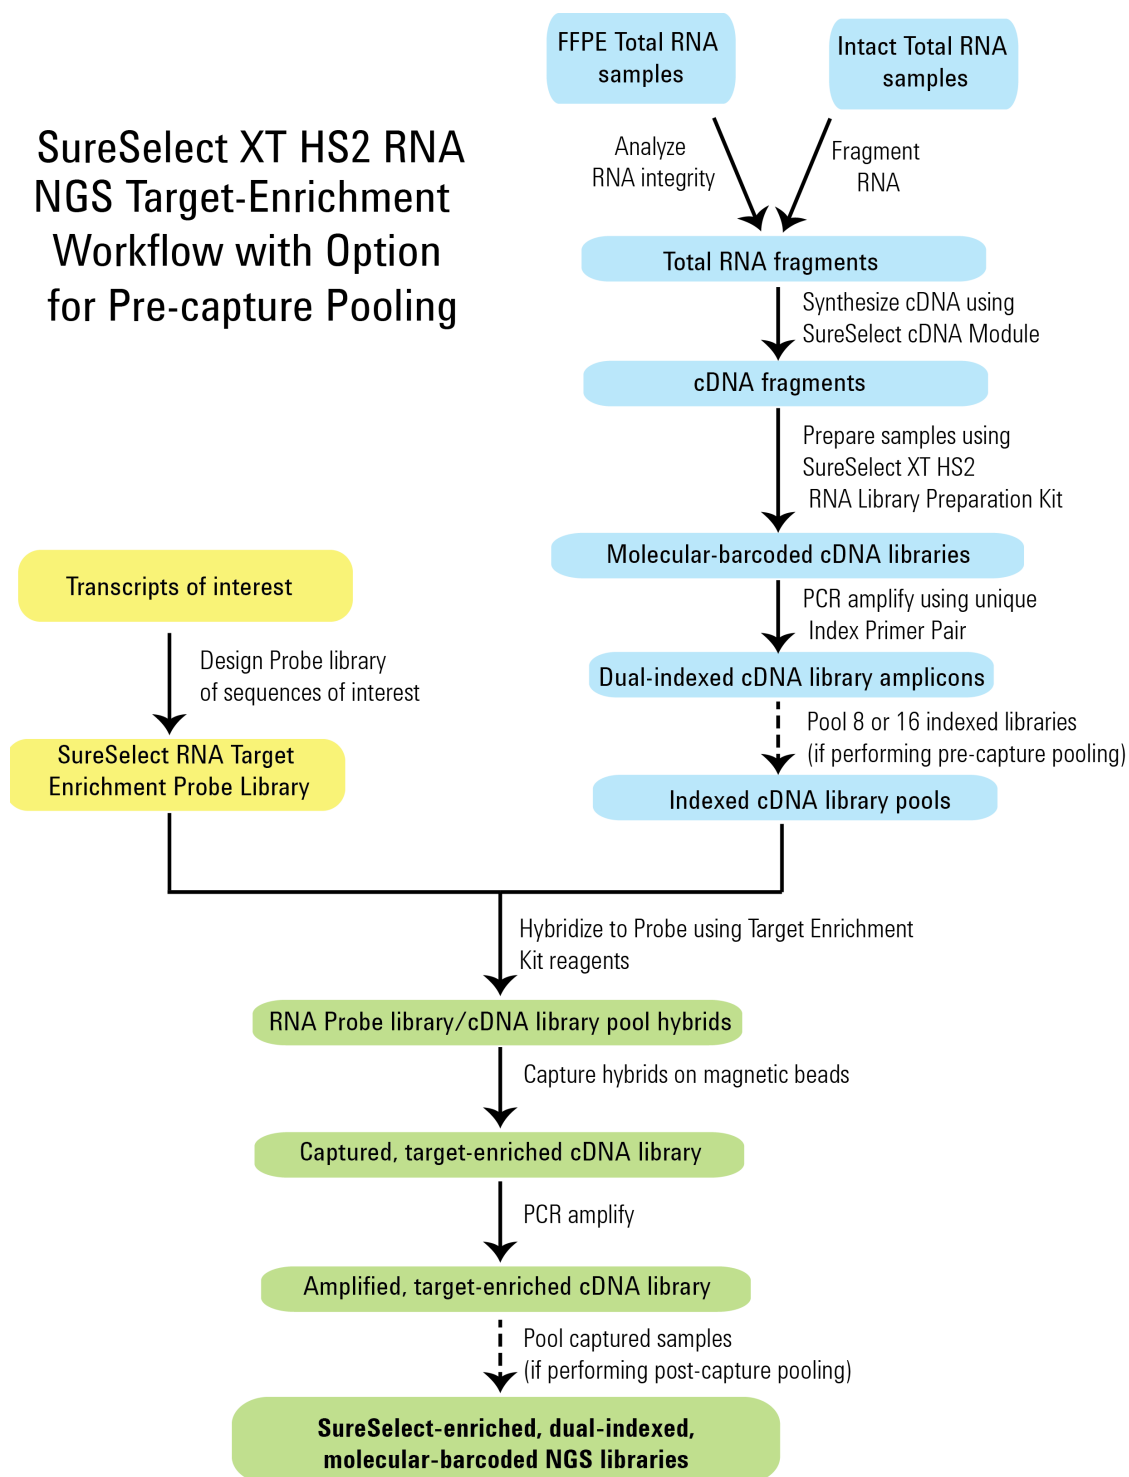 SureSelect XT HS2 RNA
NGS Target-Enrichment
Workflow with Option
for Pre-capture Pooling
FFPE Total RNA
samples
Intact Total RNA
samples
Analyze
RNA integrity
Fragment
RNA
Total RNA fragments
Synthesize cDNA using
SureSelect cDNA Module
cDNA fragments
Prepare samples using
SureSelect XT HS2
RNA Library Preparation Kit
Molecular-barcoded cDNA libraries
PCR amplify using unique
Index Primer Pair
Dual-indexed cDNA library amplicons
Pool 8 or 16 indexed libraries
(if performing pre-capture pooling)
Indexed cDNA library pools
Transcripts of interest
Design Probe library
of sequences of interest
SureSelect RNA Target
Enrichment Probe Library
Hybridize to Probe using Target Enrichment
Kit reagents
RNA Probe library/cDNA library pool hybrids
Capture hybrids on magnetic beads
Captured, target-enriched cDNA library
PCR amplify
Amplified, target-enriched cDNA library
Pool captured samples
(if performing post-capture pooling)
SureSelect-enriched, dual-indexed,
molecular-barcoded NGS libraries